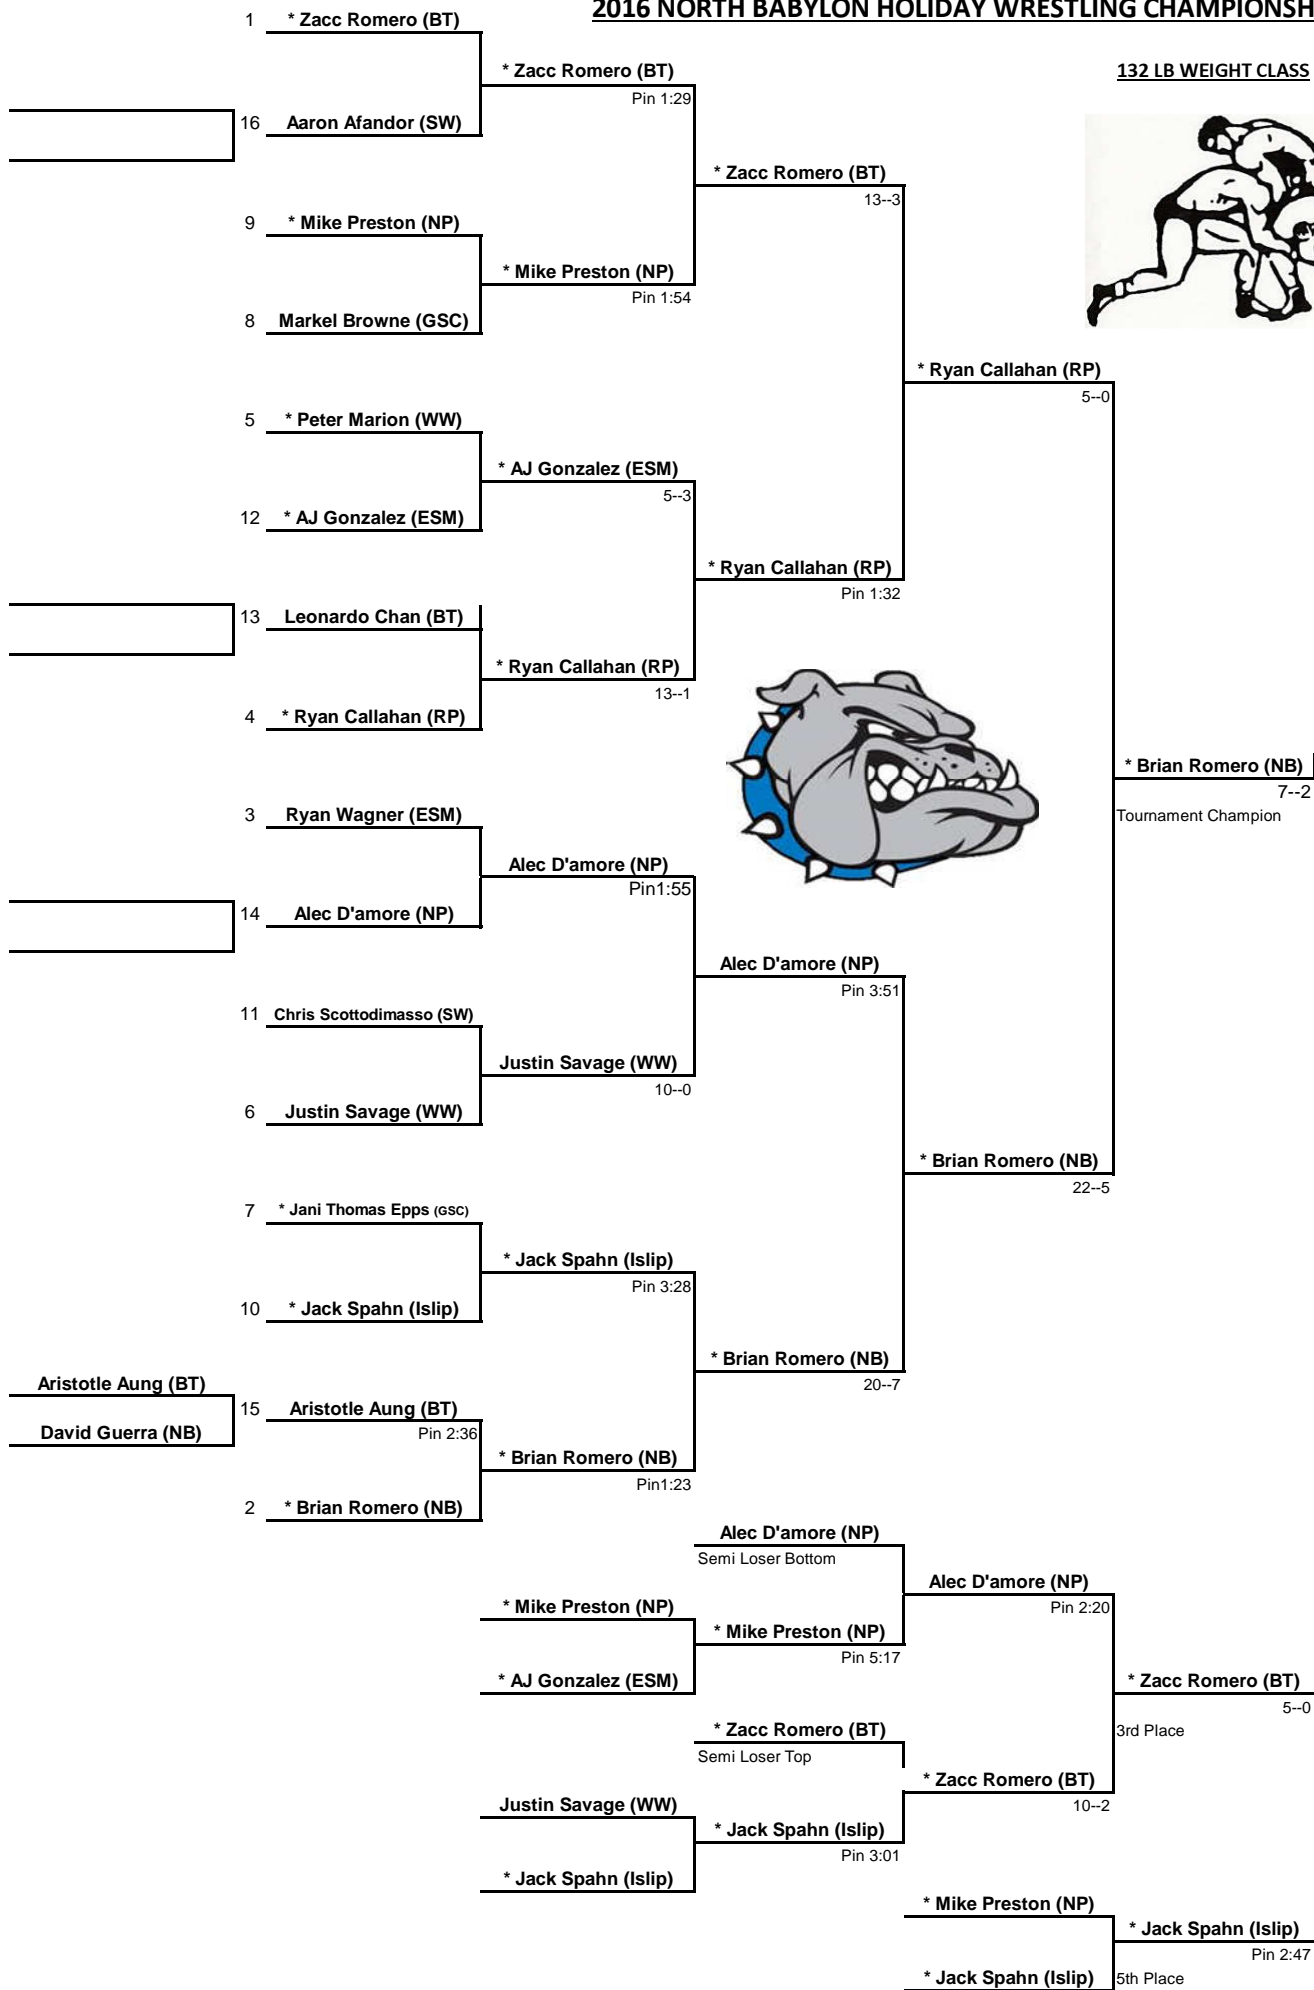 2016 NORTH BABYLON HOLIDAY WRESTLING CHAMPIONSH
132 LB WEIGHT CLASS
1 * Zacc Romero (BT)
* Zacc Romero (BT)
Pin 1:29
16 Aaron Afandor (SW)
* Zacc Romero (BT)
13--3
9 * Mike Preston (NP)
* Mike Preston (NP)
Pin 1:54
8 Markel Browne (GSC)
* Ryan Callahan (RP)
5--0
5 * Peter Marion (WW)
* AJ Gonzalez (ESM)
5--3
12 * AJ Gonzalez (ESM)
* Ryan Callahan (RP)
Pin 1:32
13 Leonardo Chan (BT)
* Ryan Callahan (RP)
13--1
4 * Ryan Callahan (RP)
* Brian Romero (NB)
7--2
Tournament Champion
3 Ryan Wagner (ESM)
Alec D'amore (NP)
Pin1:55
14 Alec D'amore (NP)
Alec D'amore (NP)
Pin 3:51
11 Chris Scottodimasso (SW)
Justin Savage (WW)
10--0
6 Justin Savage (WW)
* Brian Romero (NB)
22--5
7 * Jani Thomas Epps (GSC)
* Jack Spahn (Islip)
Pin 3:28
10 * Jack Spahn (Islip)
* Brian Romero (NB)
20--7
Aristotle Aung (BT)
15 Aristotle Aung (BT)
David Guerra (NB)
Pin 2:36
* Brian Romero (NB)
Pin1:23
2 * Brian Romero (NB)
Alec D'amore (NP)
Semi Loser Bottom
Alec D'amore (NP)
Pin 2:20
* Mike Preston (NP)
* Mike Preston (NP)
Pin 5:17
* AJ Gonzalez (ESM)
* Zacc Romero (BT)
5--0
3rd Place
* Zacc Romero (BT)
Semi Loser Top
* Zacc Romero (BT)
10--2
Justin Savage (WW)
* Jack Spahn (Islip)
Pin 3:01
* Jack Spahn (Islip)
* Mike Preston (NP)
* Jack Spahn (Islip)
Pin 2:47
* Jack Spahn (Islip)
5th Place